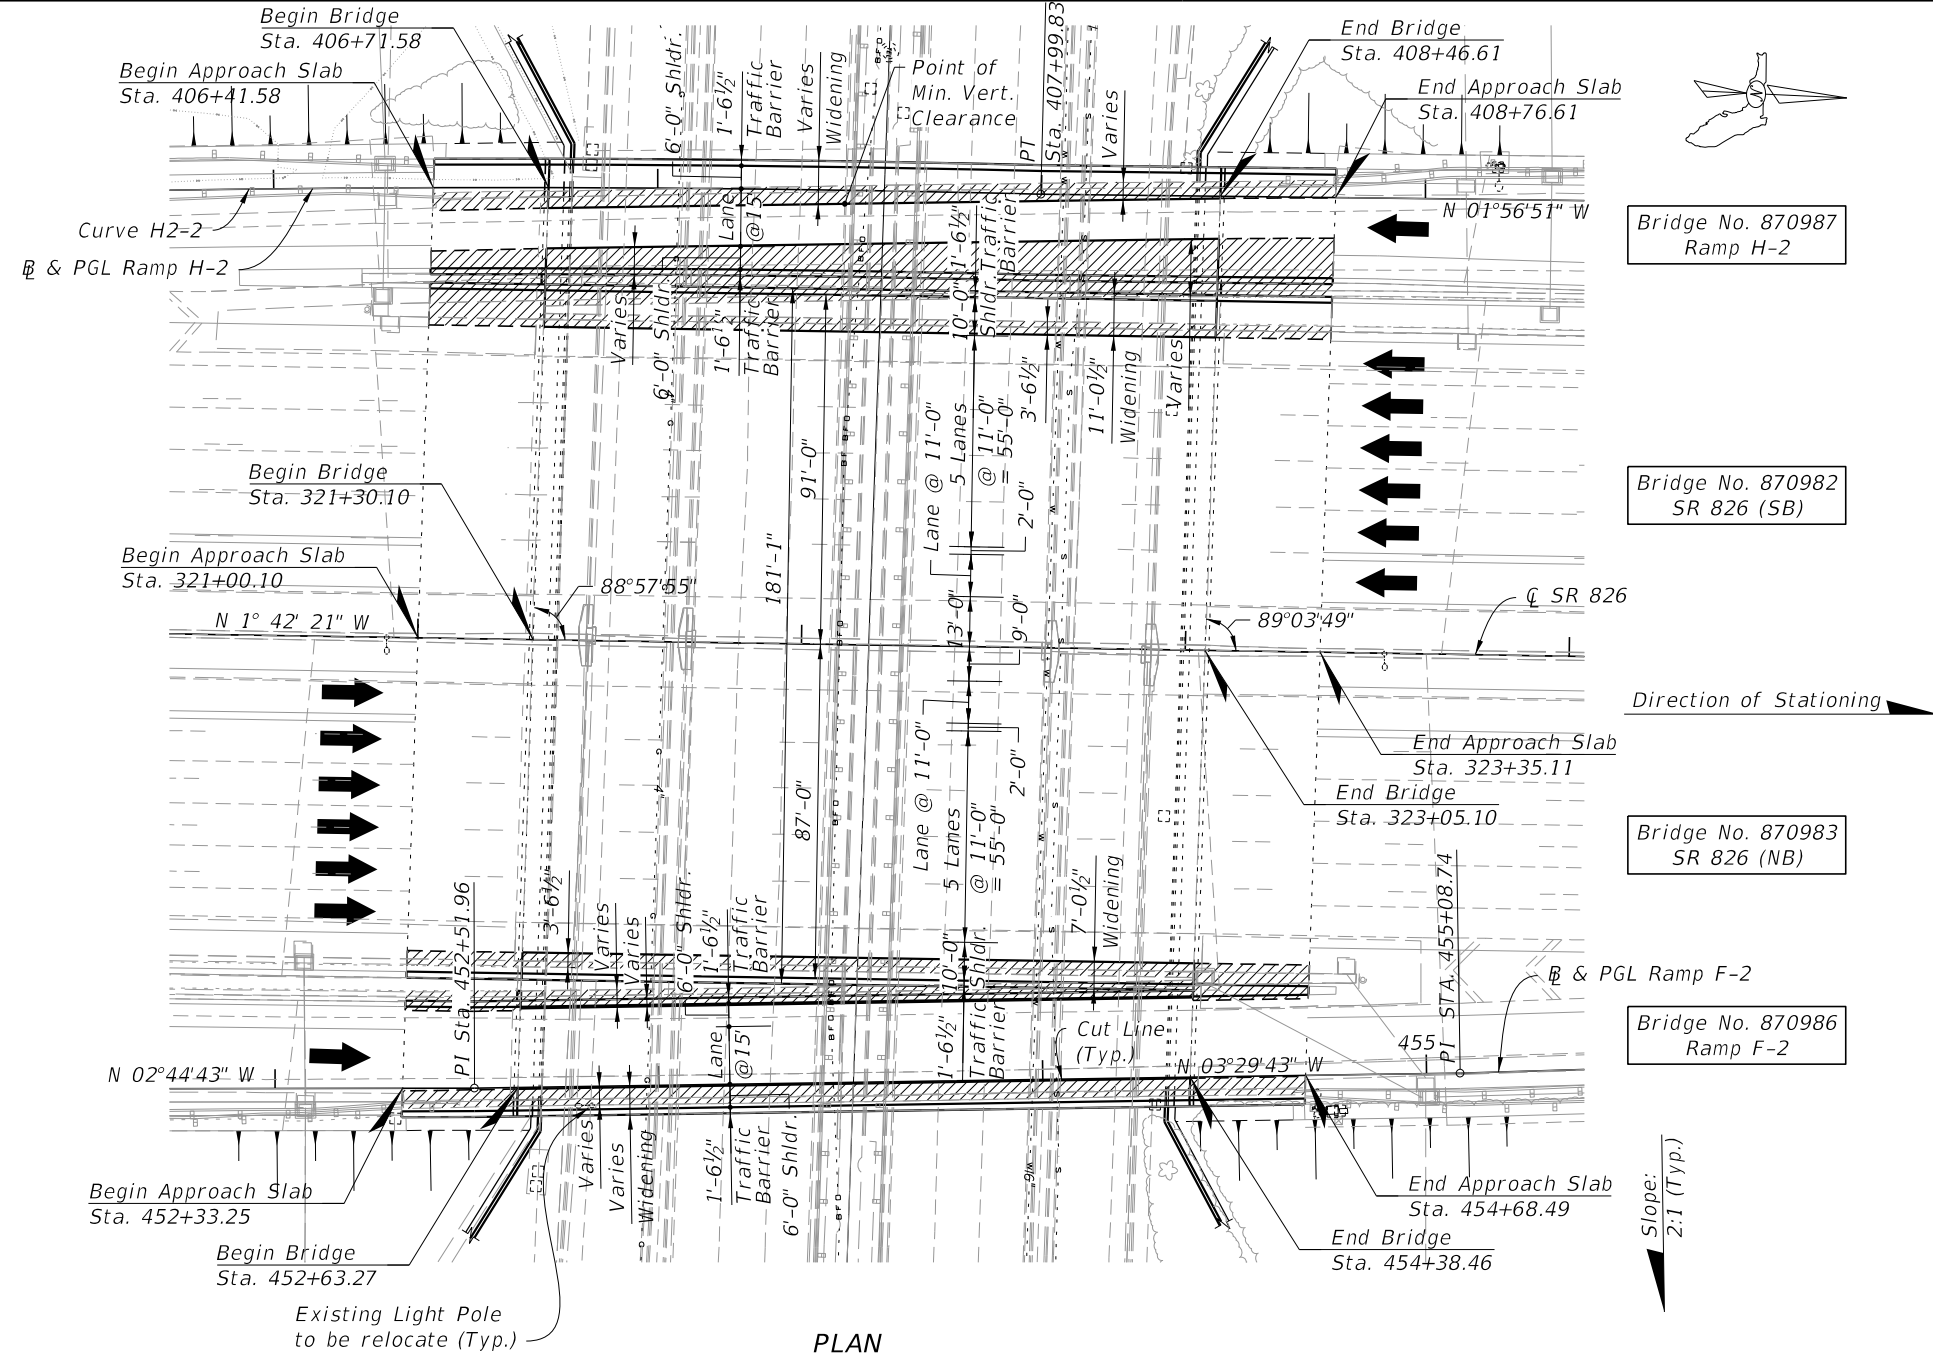 Begin Bridge
Sta. 406+71.58
Begin Approach Slab
Sta. 406+41.58
6'-0" Shldr.
1'-6½"
Traffic
Barrier
Varies
Widening
Point of
Min. Vert.
Clearance
PT
Sta. 407+99.83
Varies
End Bridge
Sta. 408+46.61
End Approach Slab
Sta. 408+76.61
N
Curve H2-2
B & PGL Ramp H-2
Lane
@15'
1'-6½"
Traffic
Barrier
N 01°56'51" W
Bridge No. 870987
Ramp H-2
Varies
6'-0" Shldr.
1'-6½"
Traffic
Barrier
10'-0"
Shldr.
3'-6½"
11'-0½"
Widening
Varies
91'-0"
181'-1"
Lane @ 11'-0"
5 Lanes
@ 11'-0"
= 55'-0"
2'-0"
Begin Bridge
Sta. 321+30.10
Begin Approach Slab
Sta. 321+00.10
88°57'55"
N 1° 42' 21" W
13'-0"
9'-0"
89°03'49"
CL SR 826
Bridge No. 870982
SR 826 (SB)
Direction of Stationing
End Approach Slab
Sta. 323+35.11
End Bridge
Sta. 323+05.10
87'-0"
Lane @ 11'-0"
5 Lanes
@ 11'-0"
= 55'-0"
2'-0"
Bridge No. 870983
SR 826 (NB)
PI Sta. 452+51.96
3'-6½"
Varies
Varies
6'-0" Shldr.
1'-6½"
Traffic
Barrier
10'-0"
Shldr.
7'-0½"
Widening
PI STA. 455+08.74
B & PGL Ramp F-2
Bridge No. 870986
Ramp F-2
Lane
@15'
1'-6½"
Traffic
Barrier
Cut Line
(Typ.)
455
N 02°44'43" W
N 03°29'43" W
Varies
Varies
Widening
1'-6½"
Traffic
Barrier
6'-0" Shldr.
Begin Approach Slab
Sta. 452+33.25
Begin Bridge
Sta. 452+63.27
Existing Light Pole
to be relocate (Typ.)
End Approach Slab
Sta. 454+68.49
End Bridge
Sta. 454+38.46
Slope:
2:1 (Typ.)
PLAN